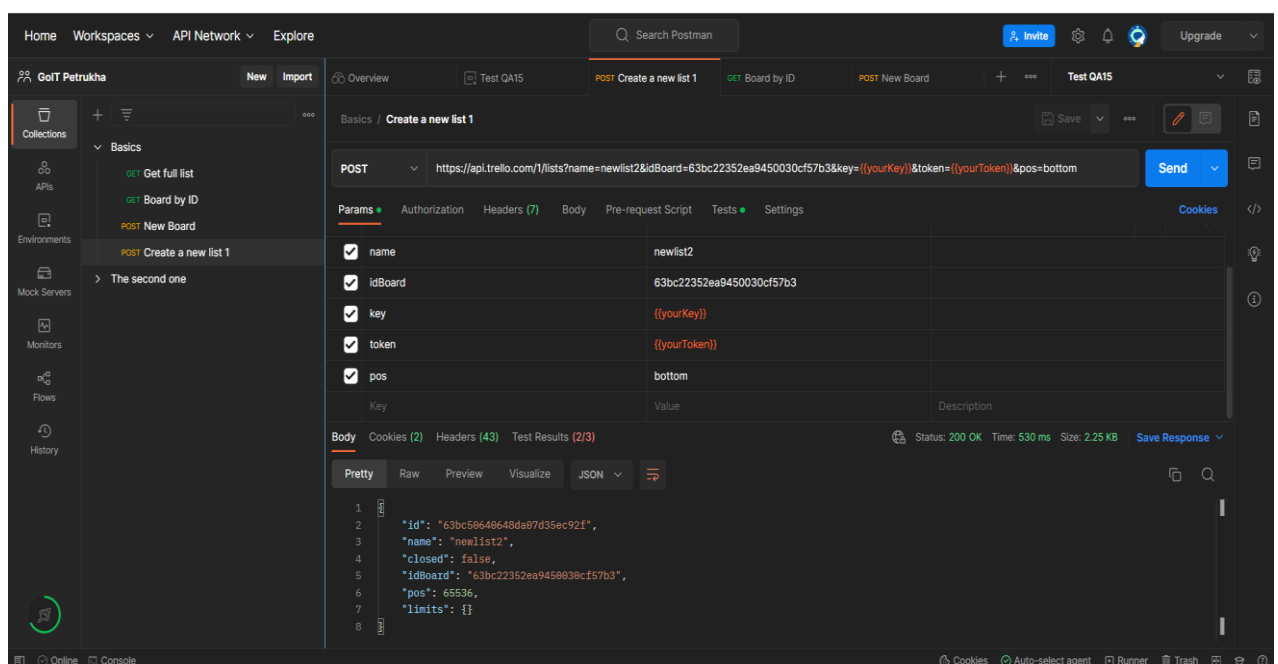 Home Workspaces API Network Explore Search Postman Invite Upgrade
GoIT Petrukha New Import Overview Test QA15 POST Create a new list 1 GET Board by ID POST New Board Test QA15
Collections
APIs
Environments
Mock Servers
Monitors
Flows
History
Basics
GET Get full list
GET Board by ID
POST New Board
POST Create a new list 1
The second one
Basics / Create a new list 1 Save
POST https://api.trello.com/1/lists?name=newlist2&idBoard=63bc22352ea9450030cf57b3&key={{yourKey}}&token={{yourToken}}&pos=bottom Send
Params Authorization Headers (7) Body Pre-request Script Tests Settings Cookies
name newlist2
idBoard 63bc22352ea9450030cf57b3
key {{yourKey}}
token {{yourToken}}
pos bottom
Key Value Description
Body Cookies (2) Headers (43) Test Results (2/3) Status: 200 OK Time: 530 ms Size: 2.25 KB Save Response
Pretty Raw Preview Visualize JSON
1 {
2 "id": "63bc50640648da07d35ec92f",
3 "name": "newlist2",
4 "closed": false,
5 "idBoard": "63bc22352ea9450030cf57b3",
6 "pos": 65536,
7 "limits": {}
8 }
Online Console Cookies Auto-select agent Runner Trash